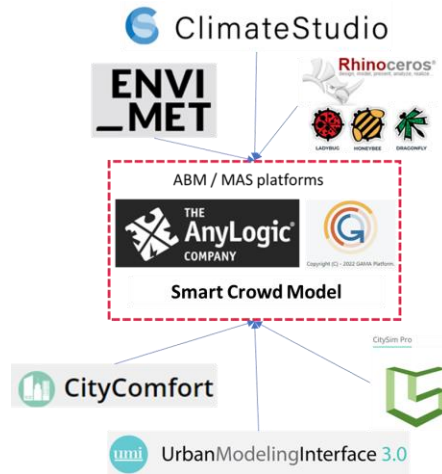 ClimateStudio
ENVI
_MET
Rhinoceros®
design, model, present, analyze, realize...
LADYBUG
HONEYBEE
DRAGONFLY
ABM / MAS platforms
THE
AnyLogic®
COMPANY
Copyright (C) - 2022 GAMA Platform.
Smart Crowd Model
CitySim Pro
CityComfort
umi
UrbanModelingInterface 3.0